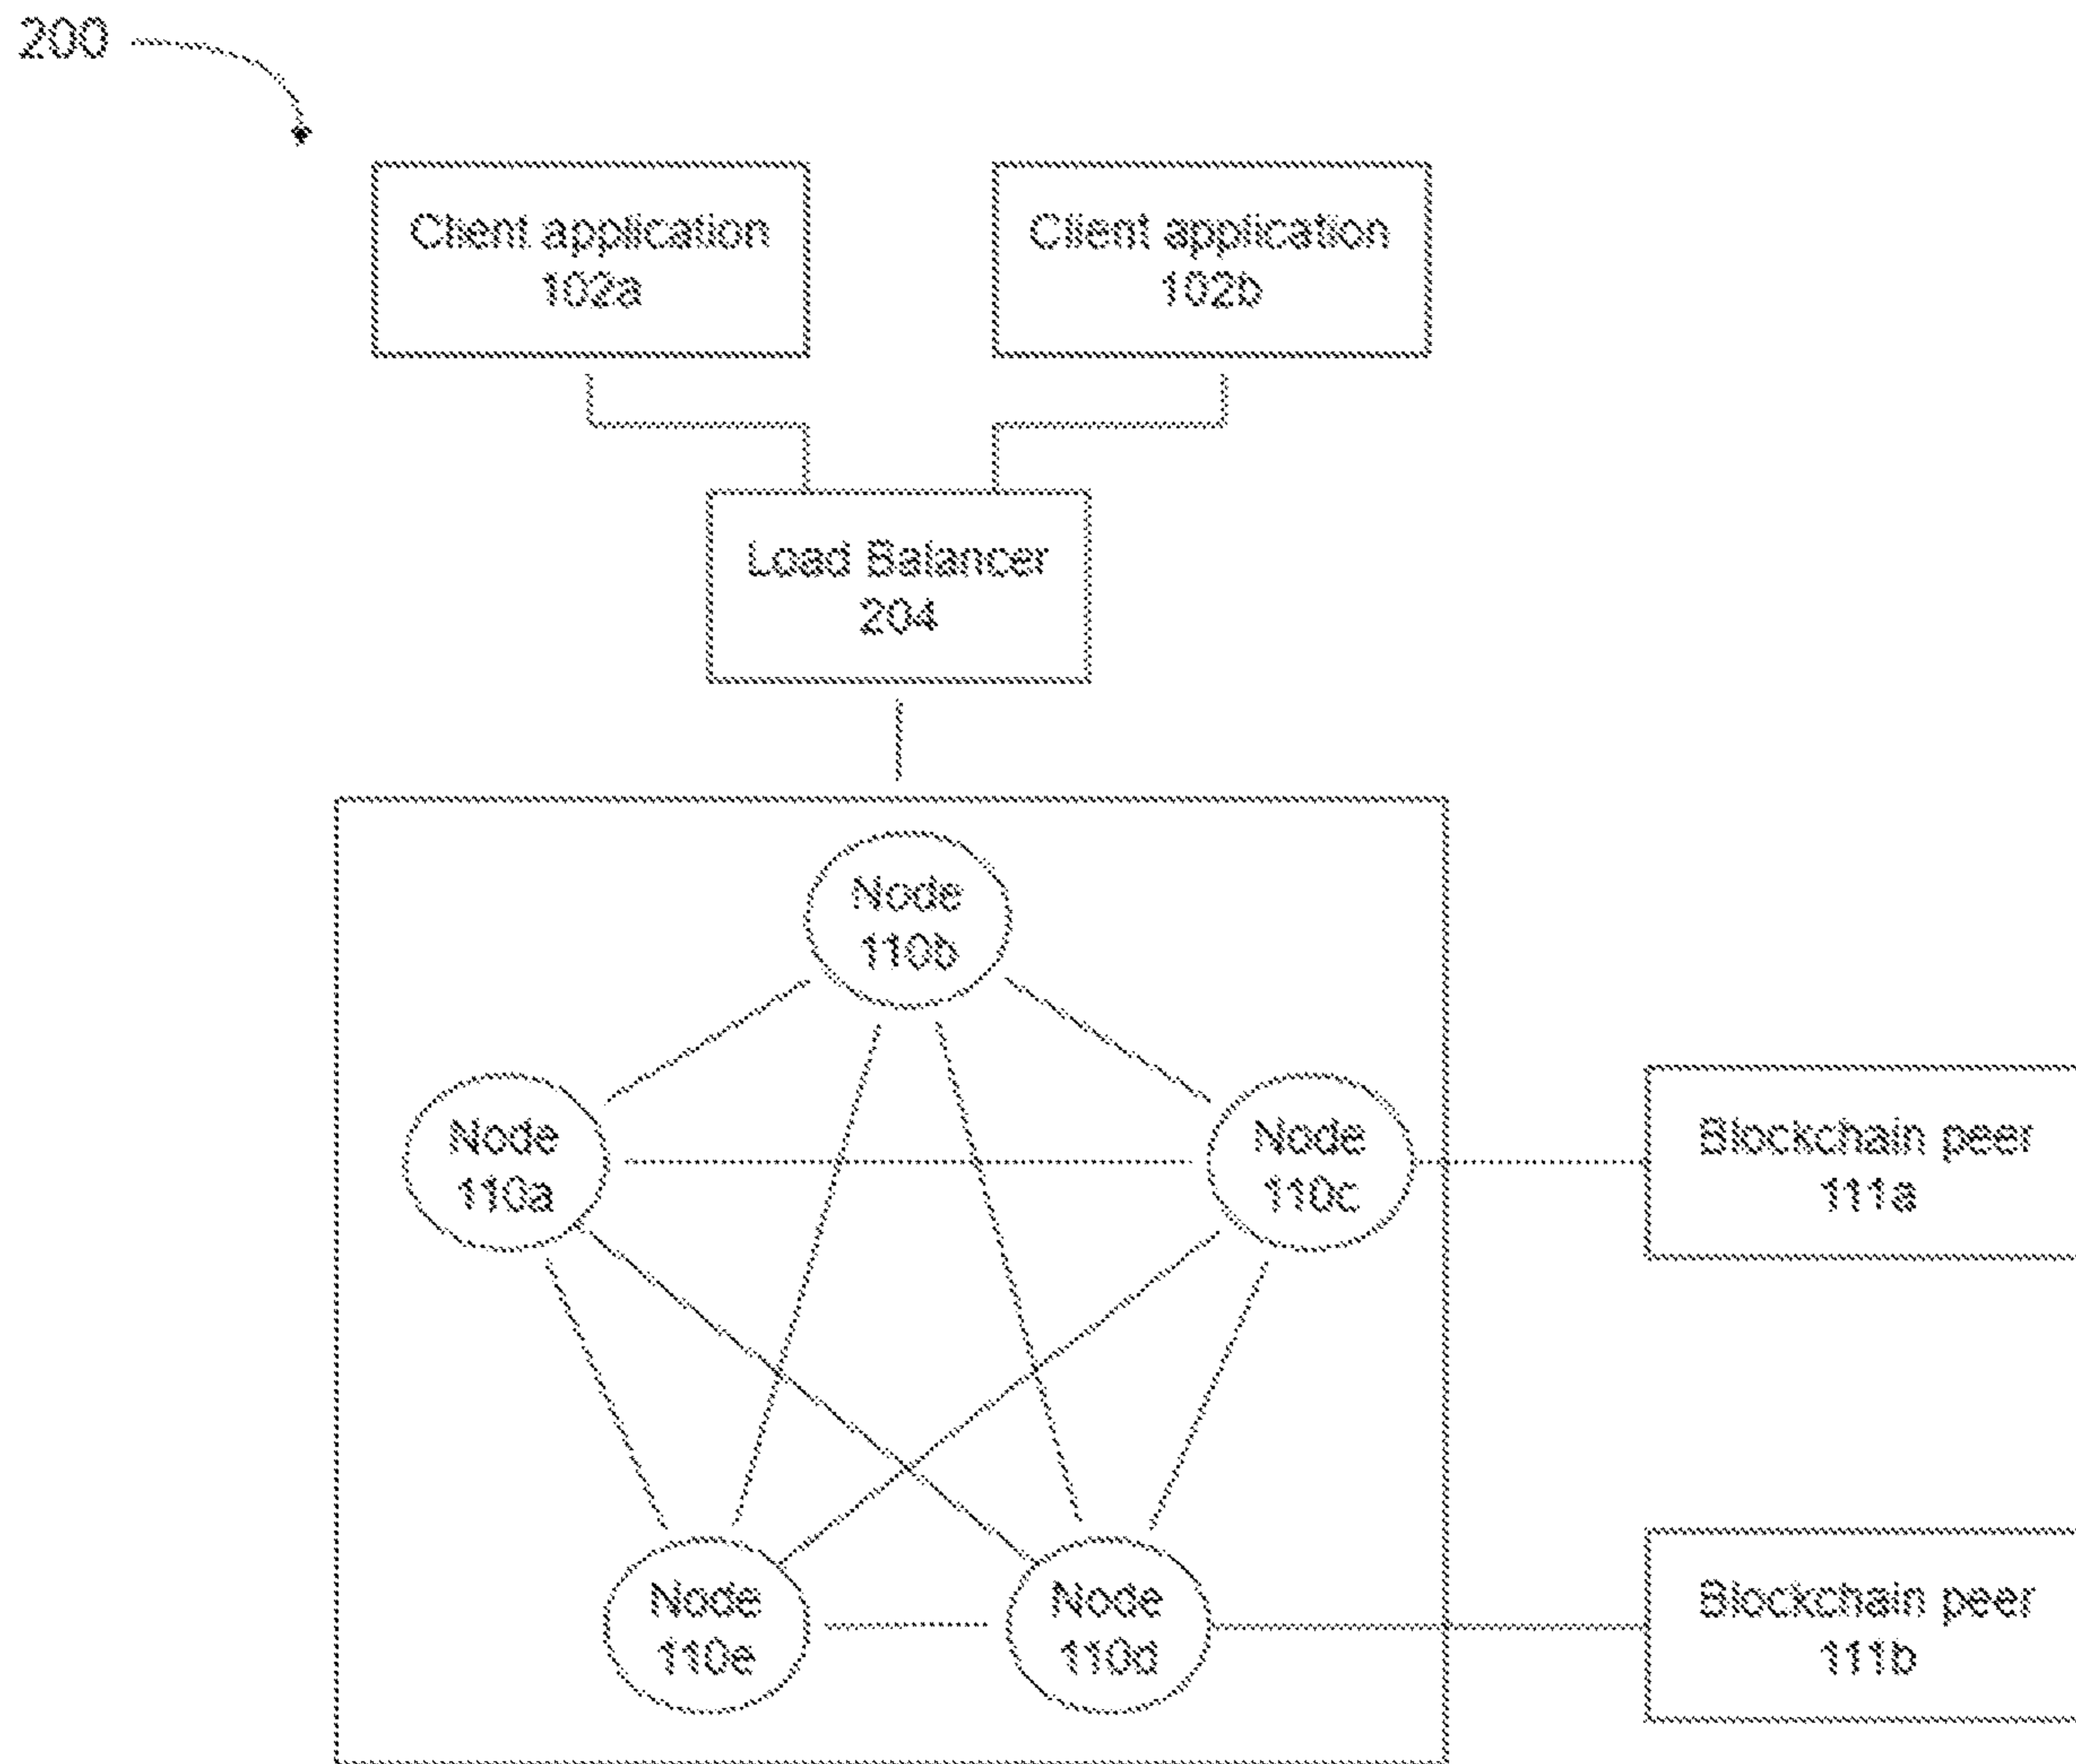 200
Client application
102a
Client application
102b
Load Balancer
204
Node
110b
Node
110a
Node
110c
Blockchain peer
111a
Node
110e
Node
110d
Blockchain peer
111b